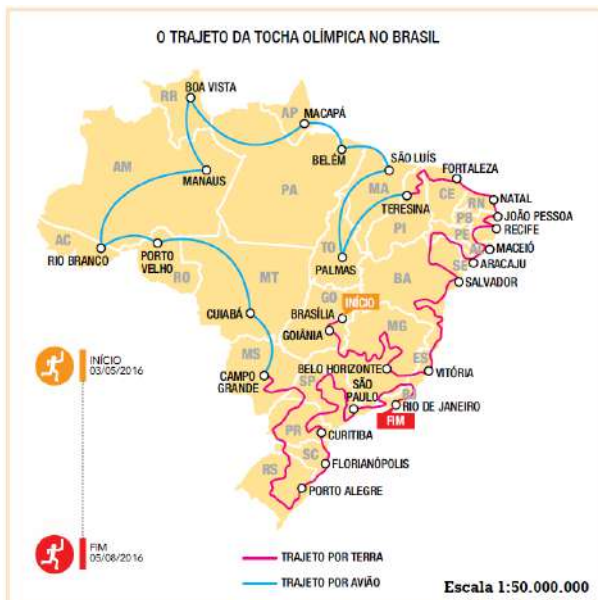 O TRAJETO DA TOCHA OLÍMPICA NO BRASIL
RR
BOA VISTA
AP
MACAPÁ
BELÉM
SÃO LUÍS
FORTALEZA
AM
MANAUS
PA
MA
TERESINA
CE
RN
NATAL
PB
JOÃO PESSOA
PI
PE
RECIFE
AC
RIO BRANCO
PORTO
VELHO
RO
TO
PALMAS
AL
MACEIÓ
SE
ARACAJU
BA
SALVADOR
MT
GO
INÍCIO
BRASÍLIA
GOIÂNIA
CUIABÁ
MG
MS
CAMPO
GRANDE
BELO HORIZONTE
ES
VITÓRIA
SP
SÃO
PAULO
RJ
RIO DE JANEIRO
FIM
PR
CURITIBA
SC
FLORIANÓPOLIS
RS
PORTO ALEGRE
INÍCIO
03/05/2016
FIM
05/08/2016
TRAJETO POR TERRA
TRAJETO POR AVIÃO
Escala 1:50.000.000